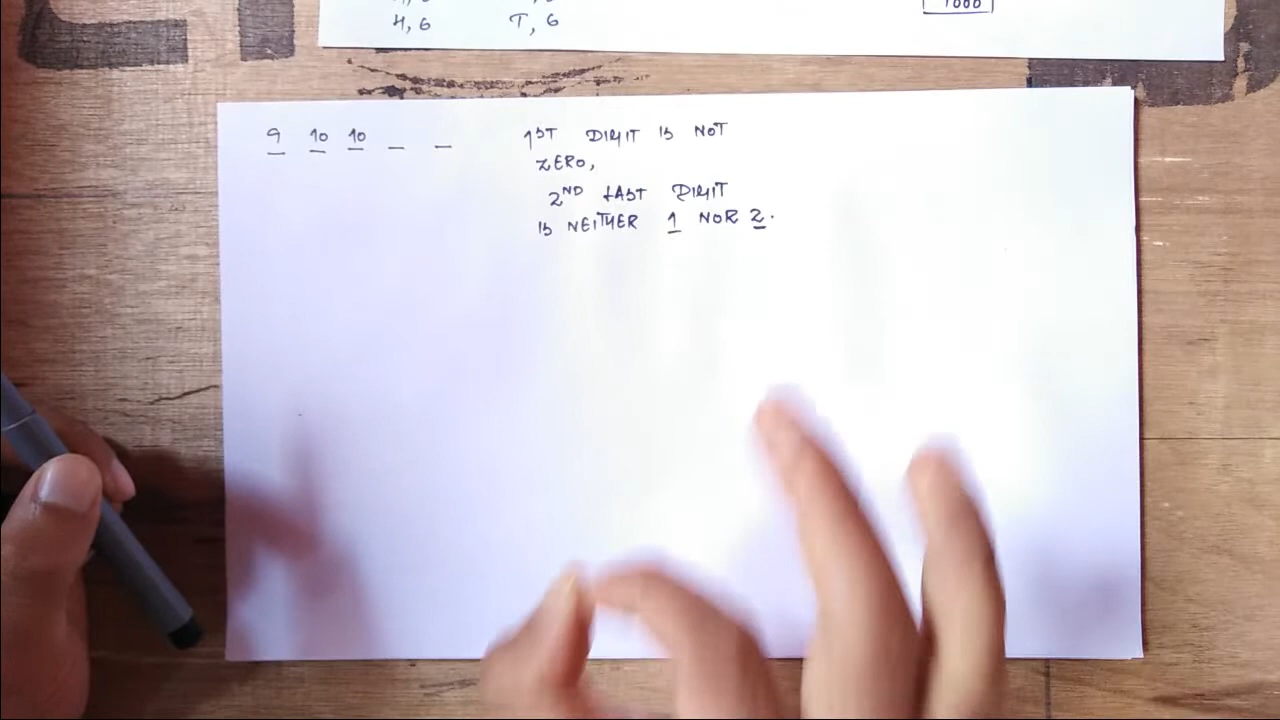 1000
H, 6 T, 6
9 10 10 _ _
1ST DIGIT IS NOT
ZERO,
2ND LAST DIGIT
IS NEITHER 1 NOR 2.